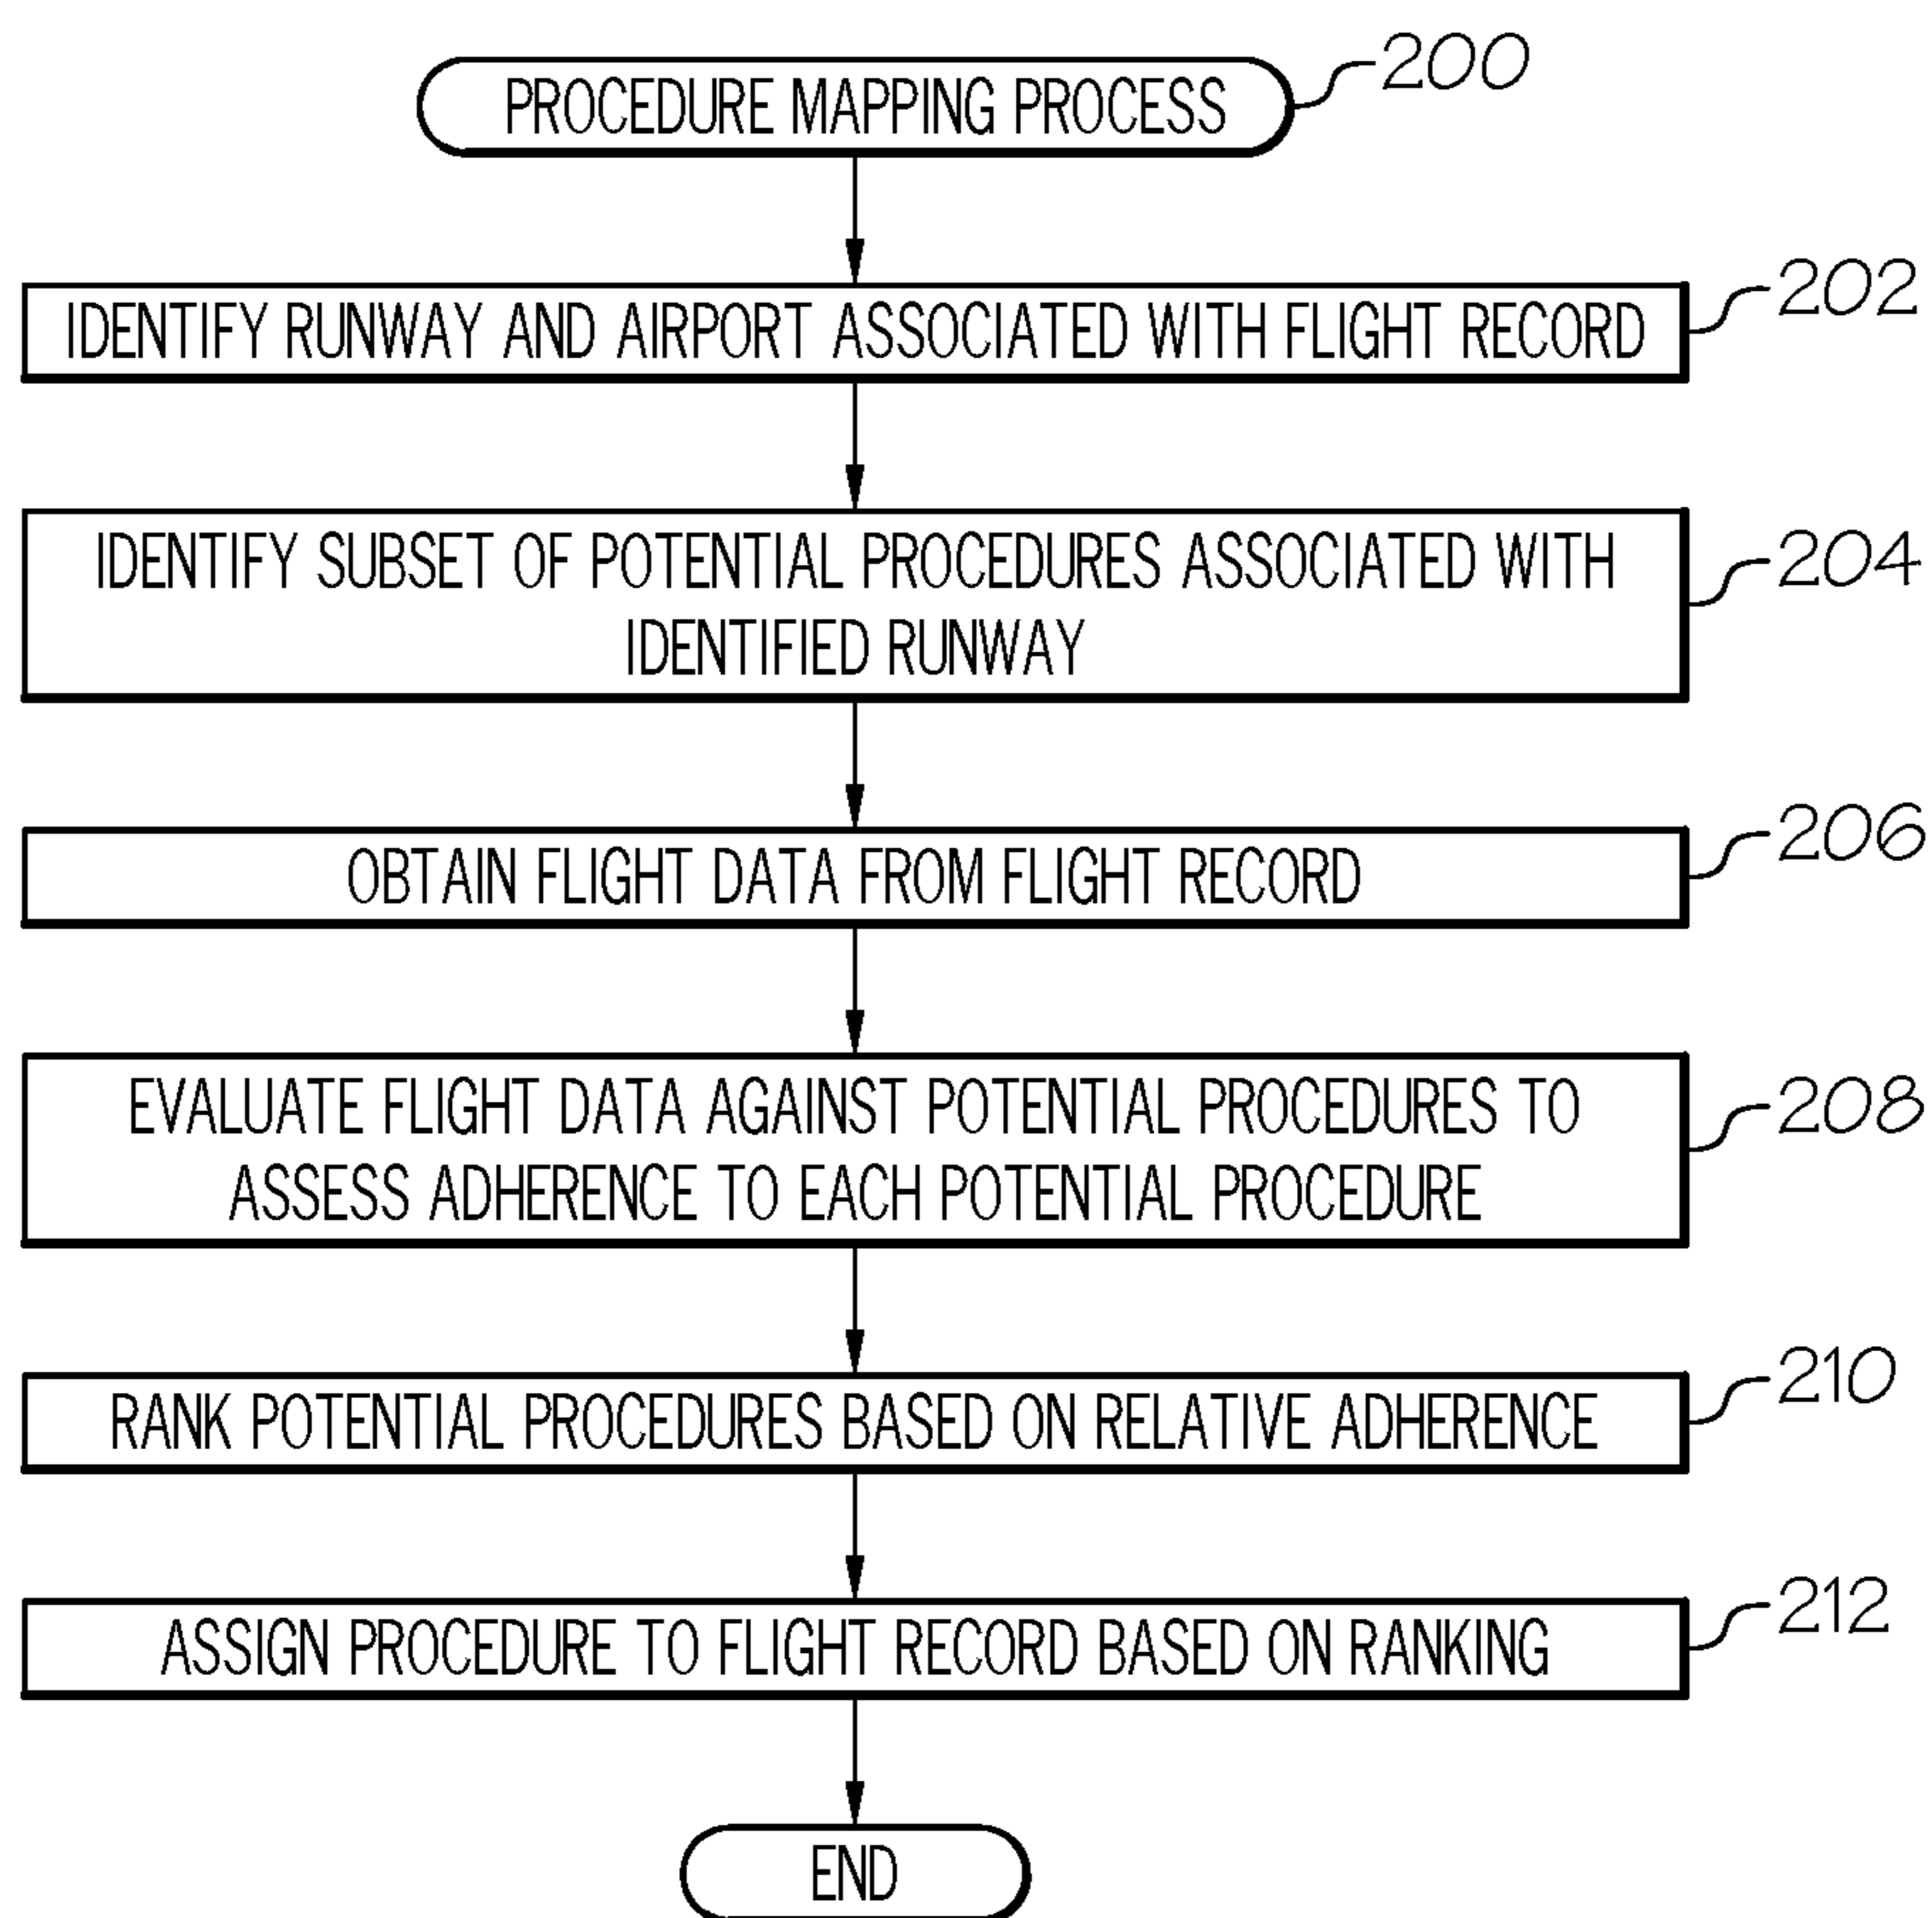 PROCEDURE MAPPING PROCESS
200
IDENTIFY RUNWAY AND AIRPORT ASSOCIATED WITH FLIGHT RECORD
202
IDENTIFY SUBSET OF POTENTIAL PROCEDURES ASSOCIATED WITH
IDENTIFIED RUNWAY
204
OBTAIN FLIGHT DATA FROM FLIGHT RECORD
206
EVALUATE FLIGHT DATA AGAINST POTENTIAL PROCEDURES TO
ASSESS ADHERENCE TO EACH POTENTIAL PROCEDURE
208
RANK POTENTIAL PROCEDURES BASED ON RELATIVE ADHERENCE
210
ASSIGN PROCEDURE TO FLIGHT RECORD BASED ON RANKING
212
END